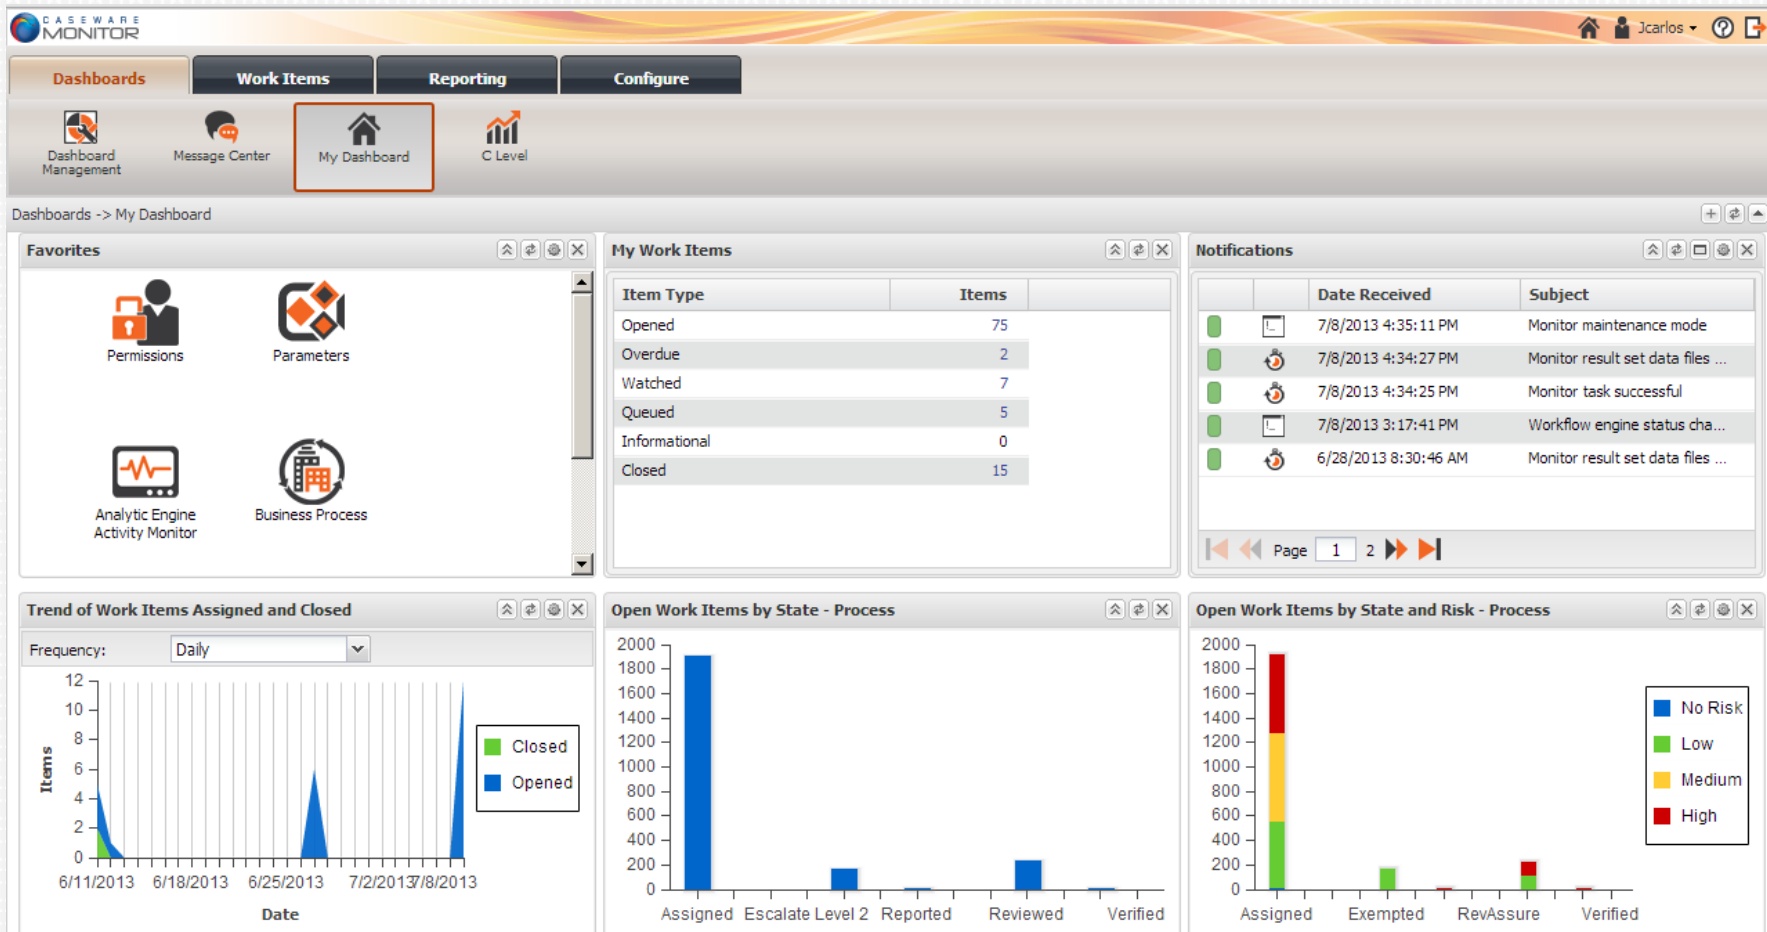 CASEWARE
MONITOR
Jcarlos
Dashboards
Work Items
Reporting
Configure
Dashboard
Management
Message Center
My Dashboard
C Level
Dashboards -> My Dashboard
Favorites
Permissions
Parameters
Analytic Engine
Activity Monitor
Business Process
My Work Items
Item Type Items
Opened 75
Overdue 2
Watched 7
Queued 5
Informational 0
Closed 15
Notifications
Date Received Subject
7/8/2013 4:35:11 PM Monitor maintenance mode
7/8/2013 4:34:27 PM Monitor result set data files ...
7/8/2013 4:34:25 PM Monitor task successful
7/8/2013 3:17:41 PM Workflow engine status cha...
6/28/2013 8:30:46 AM Monitor result set data files ...
Page 1 2
Trend of Work Items Assigned and Closed
Frequency: Daily
12
10
8
6
4
2
0
Items
6/11/2013 6/18/2013 6/25/2013 7/2/2013 7/8/2013
Date
Closed
Opened
Open Work Items by State - Process
2000
1800
1600
1400
1200
1000
800
600
400
200
0
Assigned Escalate Level 2 Reported Reviewed Verified
Open Work Items by State and Risk - Process
2000
1800
1600
1400
1200
1000
800
600
400
200
0
Assigned Exempted RevAssure Verified
No Risk
Low
Medium
High